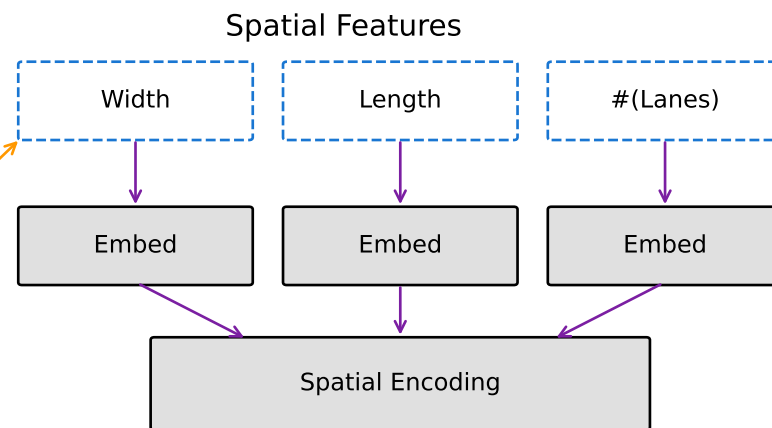 Spatial Features
Width
Length
#(Lanes)
Embed
Embed
Embed
Spatial Encoding